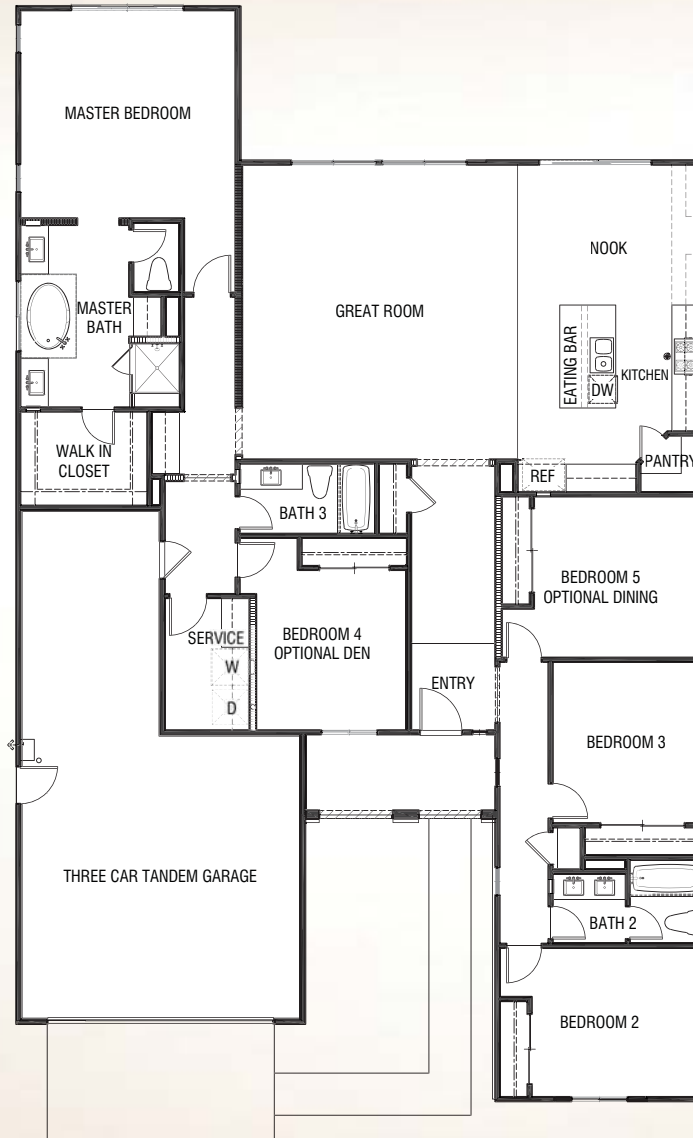 MASTER BEDROOM
NOOK
GREAT ROOM
MASTER
BATH
EATING BAR
KITCHEN
DW
WALK IN
CLOSET
PANTRY
REF
BATH 3
BEDROOM 5
OPTIONAL DINING
SERVICE
BEDROOM 4
OPTIONAL DEN
W
ENTRY
D
BEDROOM 3
THREE CAR TANDEM GARAGE
BATH 2
BEDROOM 2